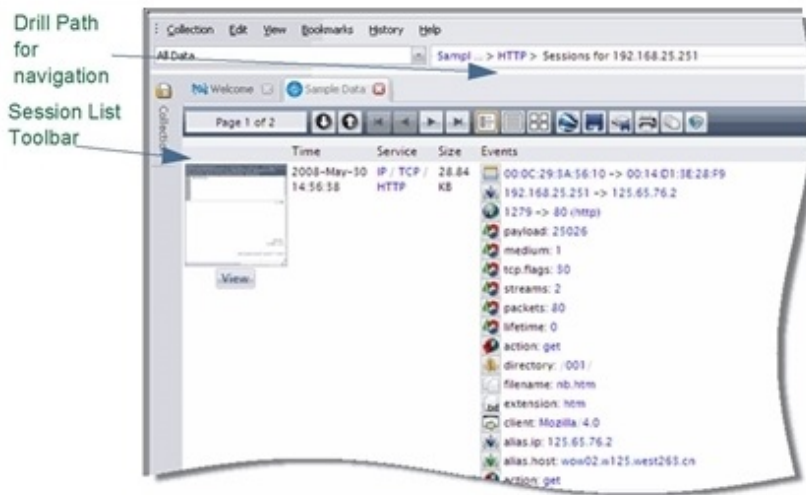 Drill Path
for
navigation
Session List
Toolbar
Collection Edit View Bookmarks History Help
All Data
Sampl ... > HTTP > Sessions for 192.168.25.251
Welcome Sample Data
Collection
Page 1 of 2
Time Service Size Events
2008-May-30 14:56:38 IP / TCP / HTTP 28.84 KB
View
00:0C:29:3A:56:10 -> 00:14:D1:3E:28:F9
192.168.25.251 -> 125.65.76.2
1279 -> 80 (http)
payload: 25026
medium: 1
tcp.flags: 30
streams: 2
packets: 80
lifetime: 0
action: get
directory: /001/
filename: nb.htm
extension: htm
client: Mozilla/4.0
alias.ip: 125.65.76.2
alias.host: wow02.w125.west263.cn
action: get